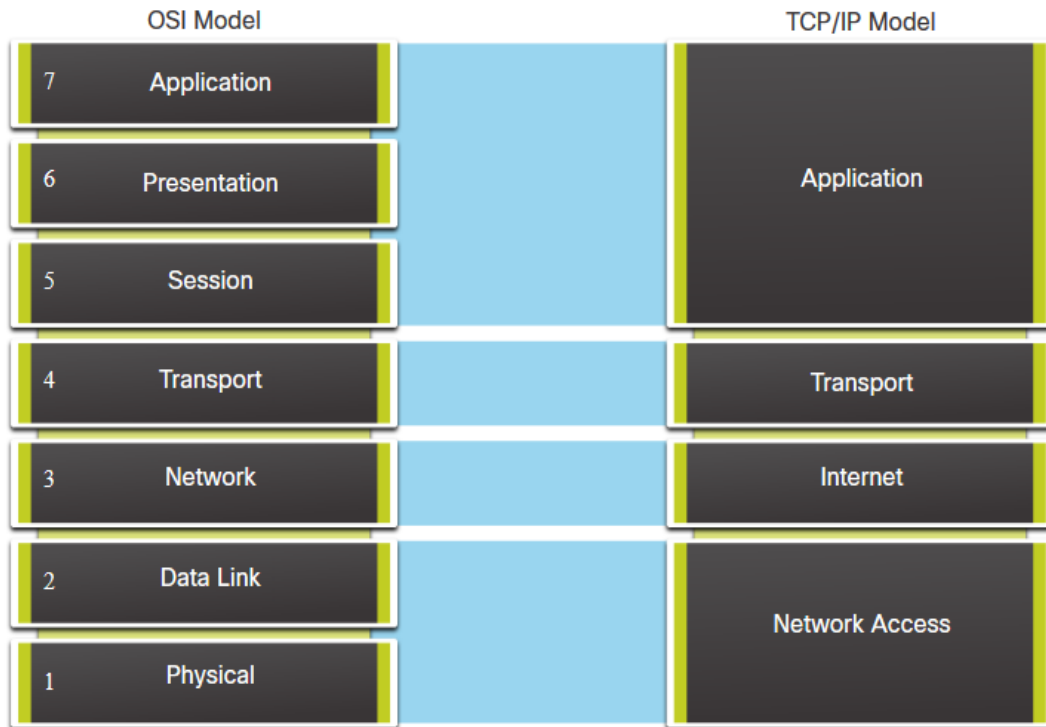 OSI Model
TCP/IP Model
7 Application
6 Presentation
5 Session
4 Transport
3 Network
2 Data Link
1 Physical
Application
Transport
Internet
Network Access